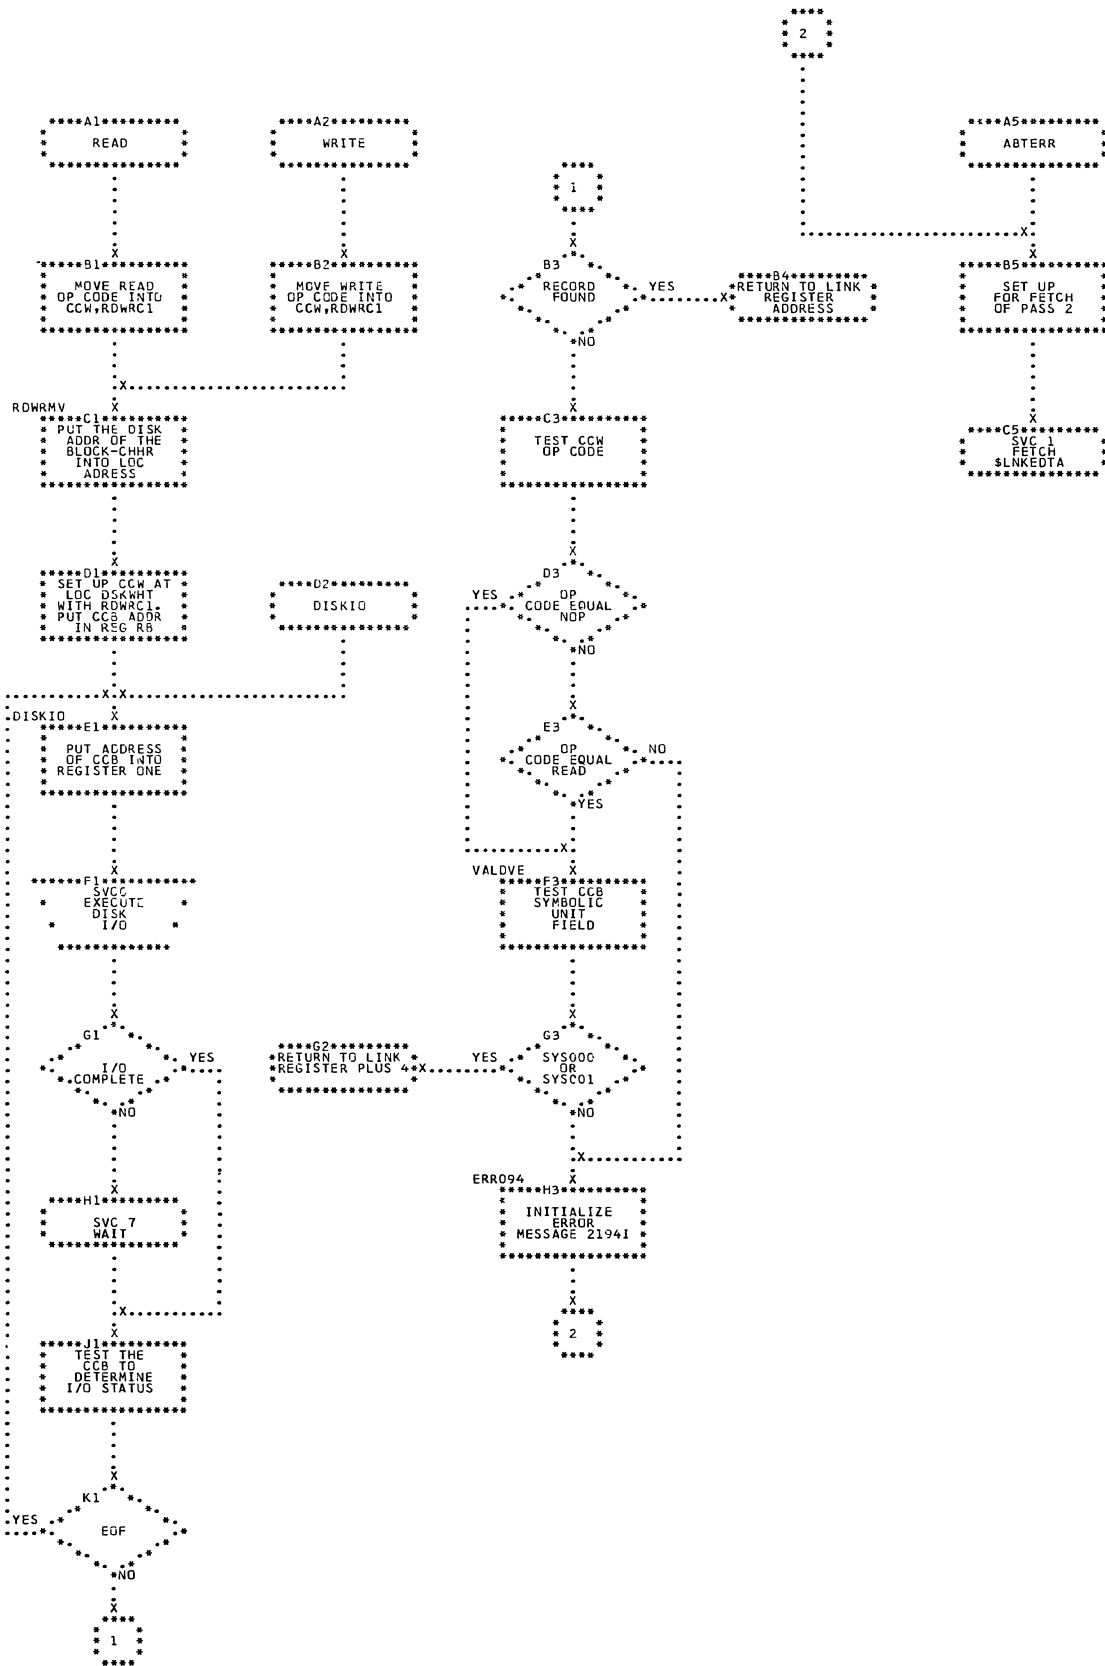 2
A1
READ
A2
WRITE
A5
ABTERR
1
B1
MOVE READ
OP CODE INTO
CCW,RDWRC1
B2
MOVE WRITE
OP CODE INTO
CCW,RDWRC1
B3
RECORD
FOUND
YES
NO
B4
RETURN TO LINK
REGISTER
ADDRESS
B5
SET UP
FOR FETCH
OF PASS 2
RDWRMV
C1
PUT THE DISK
ADDR OF THE
BLOCK-CHHR
INTO LOC
ADRESS
C3
TEST CCW
OP CODE
C5
SVC 1
FETCH
$LNKEDTA
D1
SET UP CCW AT
LOC DSKWHT
WITH RDWRC1.
PUT CCB ADDR
IN REG RB
D2
DISKIO
D3
YES
OP
CODE EQUAL
NOP
NO
DISKIO
E1
PUT ADDRESS
OF CCB INTO
REGISTER ONE
E3
OP
CODE EQUAL
READ
NO
YES
F1
SVC0
EXECUTE
DISK
I/O
VALDVE
F3
TEST CCB
SYMBOLIC
UNIT
FIELD
G1
I/O
COMPLETE
YES
NO
G2
RETURN TO LINK
REGISTER PLUS 4
G3
YES
SYS000
OR
SYS001
NO
H1
SVC 7
WAIT
ERR094
H3
INITIALIZE
ERROR
MESSAGE 2194I
2
J1
TEST THE
CCB TO
DETERMINE
I/O STATUS
K1
YES
EOF
NO
1